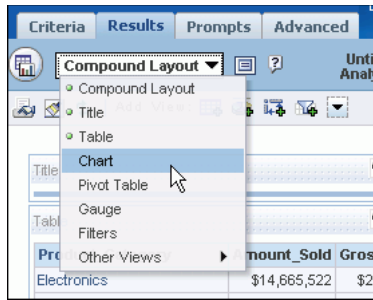 Criteria Results Prompts Advanced
Compound Layout
Unti
Analy
Compound Layout
Title
Table
Chart
Pivot Table
Gauge
Filters
Other Views
Title
Tabl
Pro
mount_Sold Gros
Electronics $14,665,522 $2